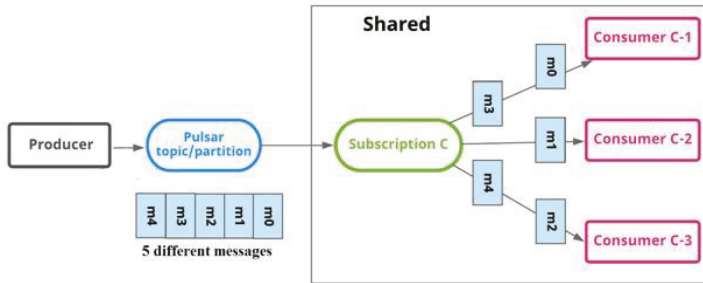 Shared
Consumer C-1
m0
m3
Producer
Pulsar
topic/partition
Subscription C
m1
Consumer C-2
m4
m2
Consumer C-3
m4 m3 m2 m1 m0
5 different messages